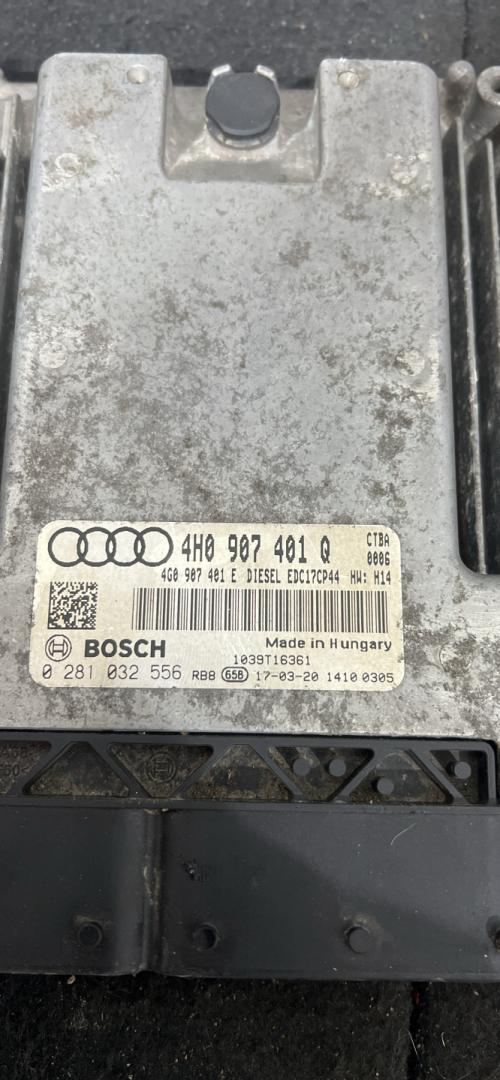 4H0 907 401 Q CTBA 0006
4G0 907 401 E DIESEL EDC17CP44 HW: H14
BOSCH Made in Hungary
1039T16361
0 281 032 556 RBB 658 17-03-20 1410 0305